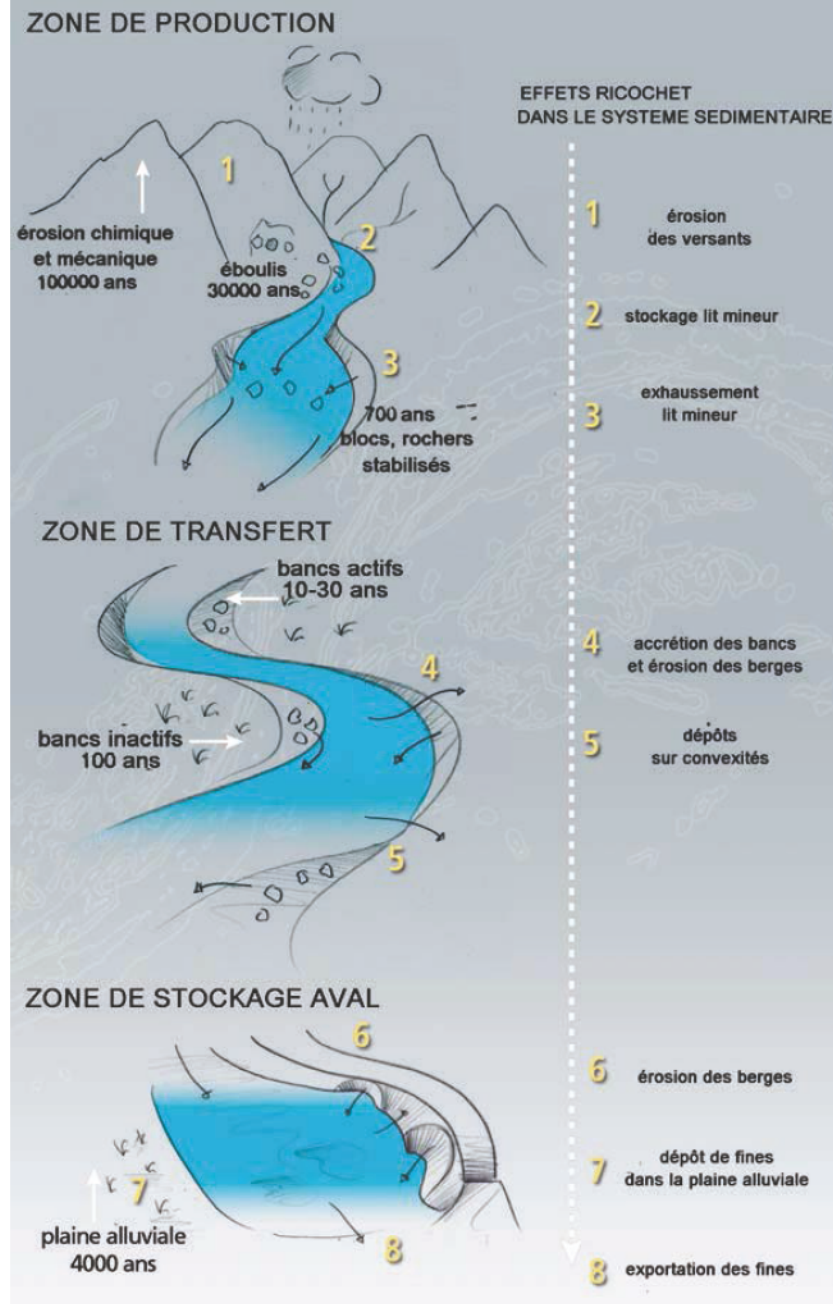 ZONE DE PRODUCTION
EFFETS RICOCHET
DANS LE SYSTEME SEDIMENTAIRE
1
érosion chimique
et mécanique
100000 ans
éboulis
30000 ans
2
3
700 ans
blocs, rochers
stabilisés
1
érosion
des versants
2
stockage lit mineur
3
exhaussement
lit mineur
ZONE DE TRANSFERT
bancs actifs
10-30 ans
4
bancs inactifs
100 ans
5
4
accrétion des bancs
et érosion des berges
5
dépôts
sur convexités
ZONE DE STOCKAGE AVAL
6
7
plaine alluviale
4000 ans
8
6
érosion des berges
7
dépôt de fines
dans la plaine alluviale
8
exportation des fines